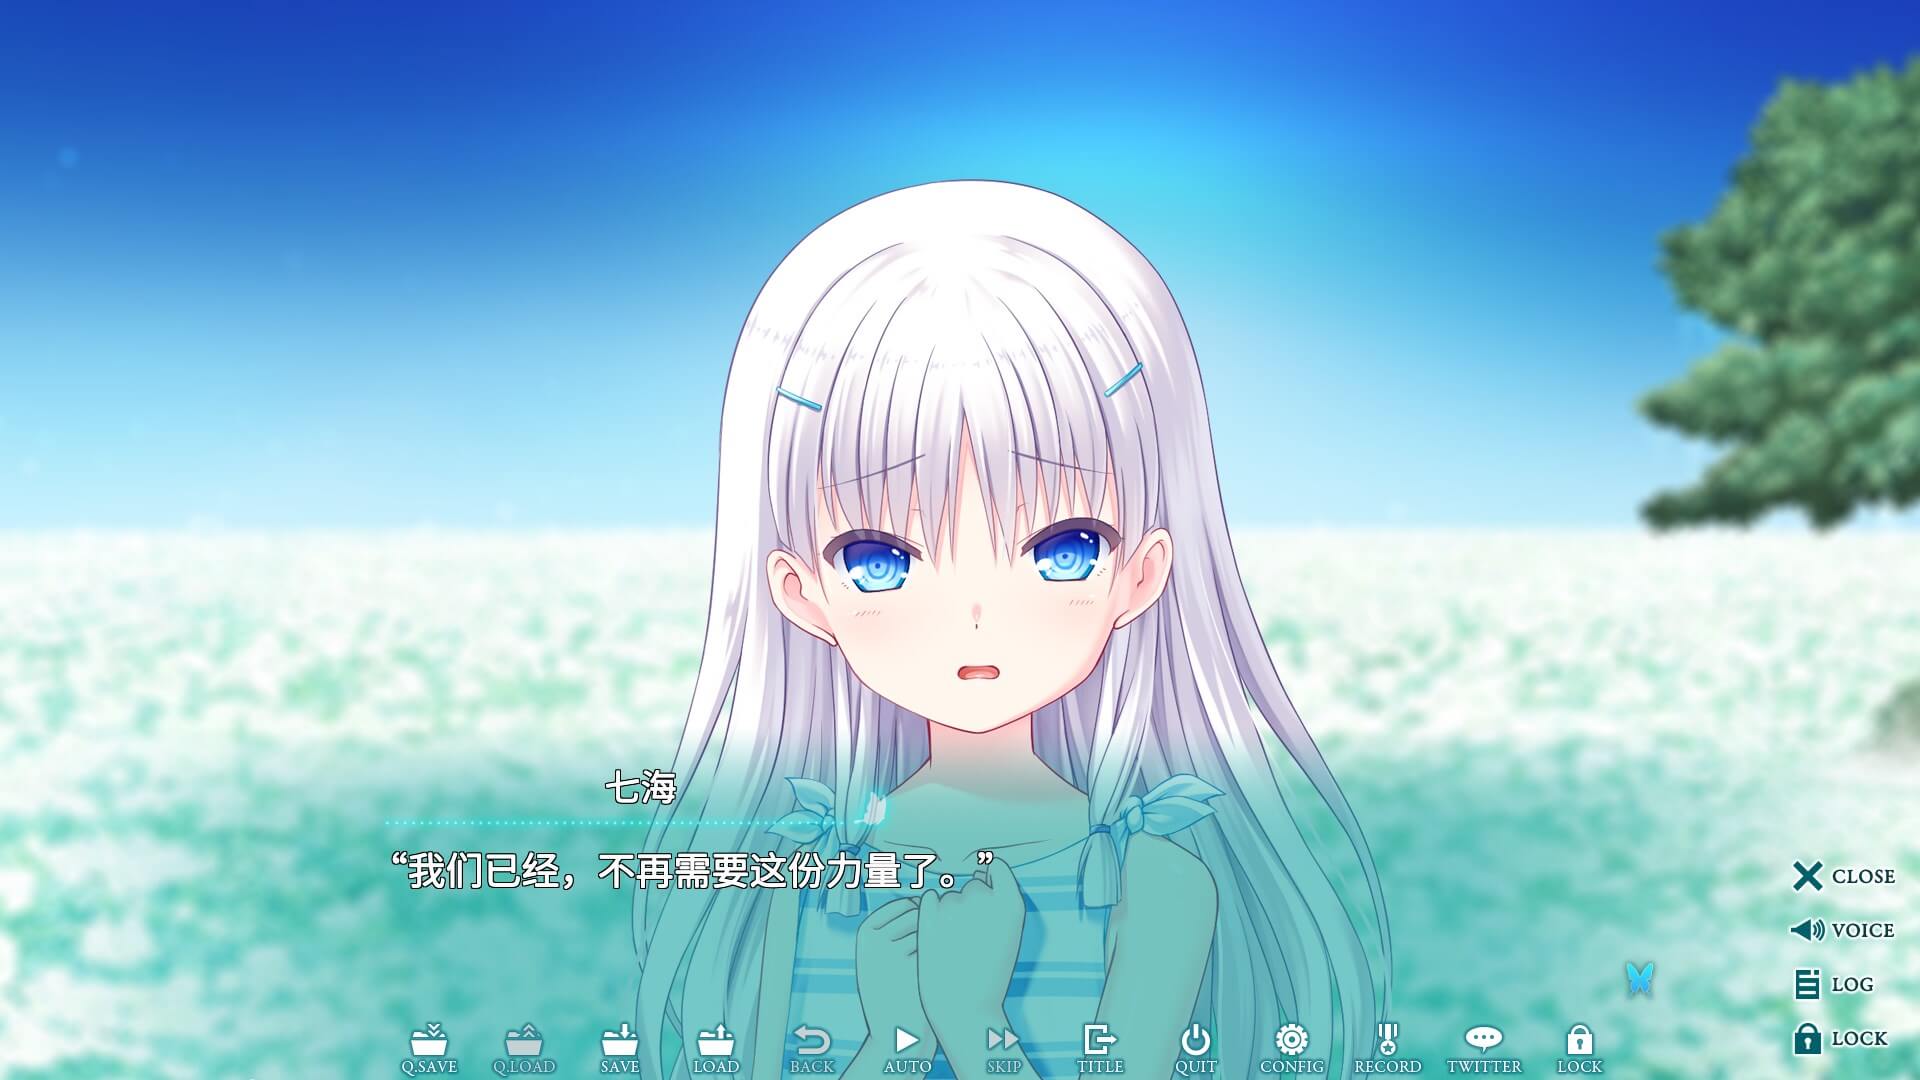 七海
“我们已经，不再需要这份力量了。”
CLOSE
VOICE
LOG
LOCK
Q.SAVE Q.LOAD SAVE LOAD BACK AUTO SKIP TITLE QUIT CONFIG RECORD TWITTER LOCK